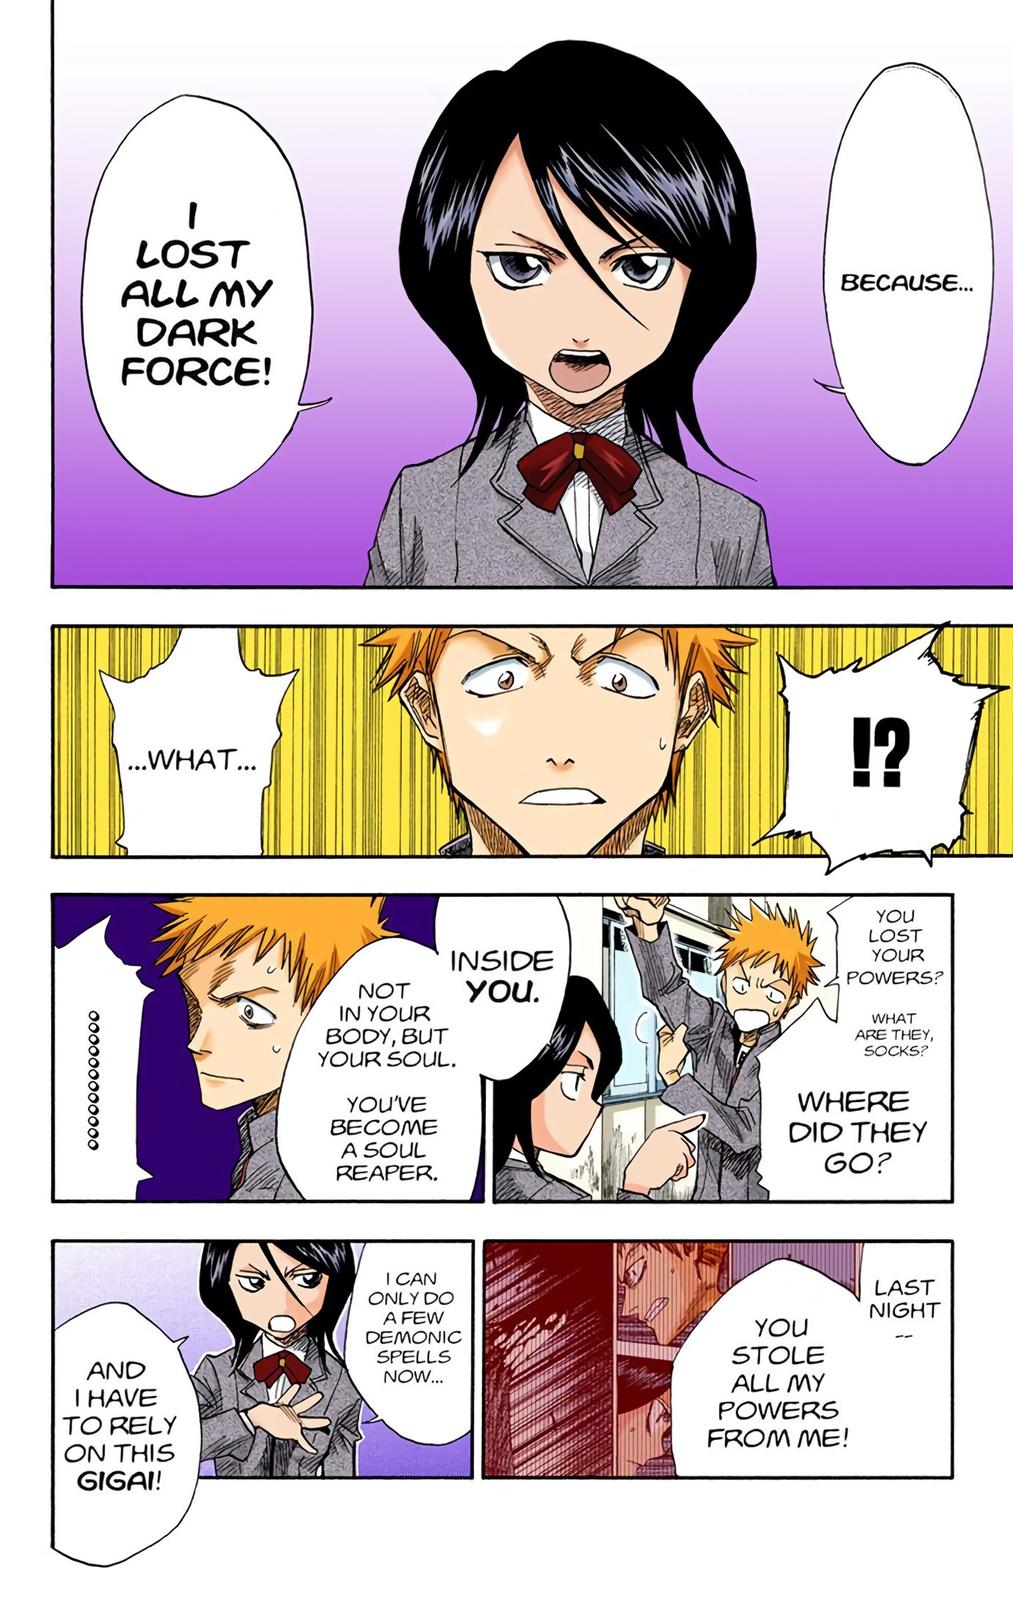 BECAUSE...
I
LOST
ALL MY
DARK
FORCE!
!?
...WHAT...
YOU
LOST
YOUR
POWERS?
WHAT
ARE THEY,
SOCKS?
WHERE
DID THEY
GO?
INSIDE
YOU.
NOT
IN YOUR
BODY, BUT
YOUR SOUL.
YOU'VE
BECOME
A SOUL
REAPER.
LAST
NIGHT
--
YOU
STOLE
ALL MY
POWERS
FROM ME!
I CAN
ONLY DO
A FEW
DEMONIC
SPELLS
NOW...
AND
I HAVE
TO RELY
ON THIS
GIGAI!